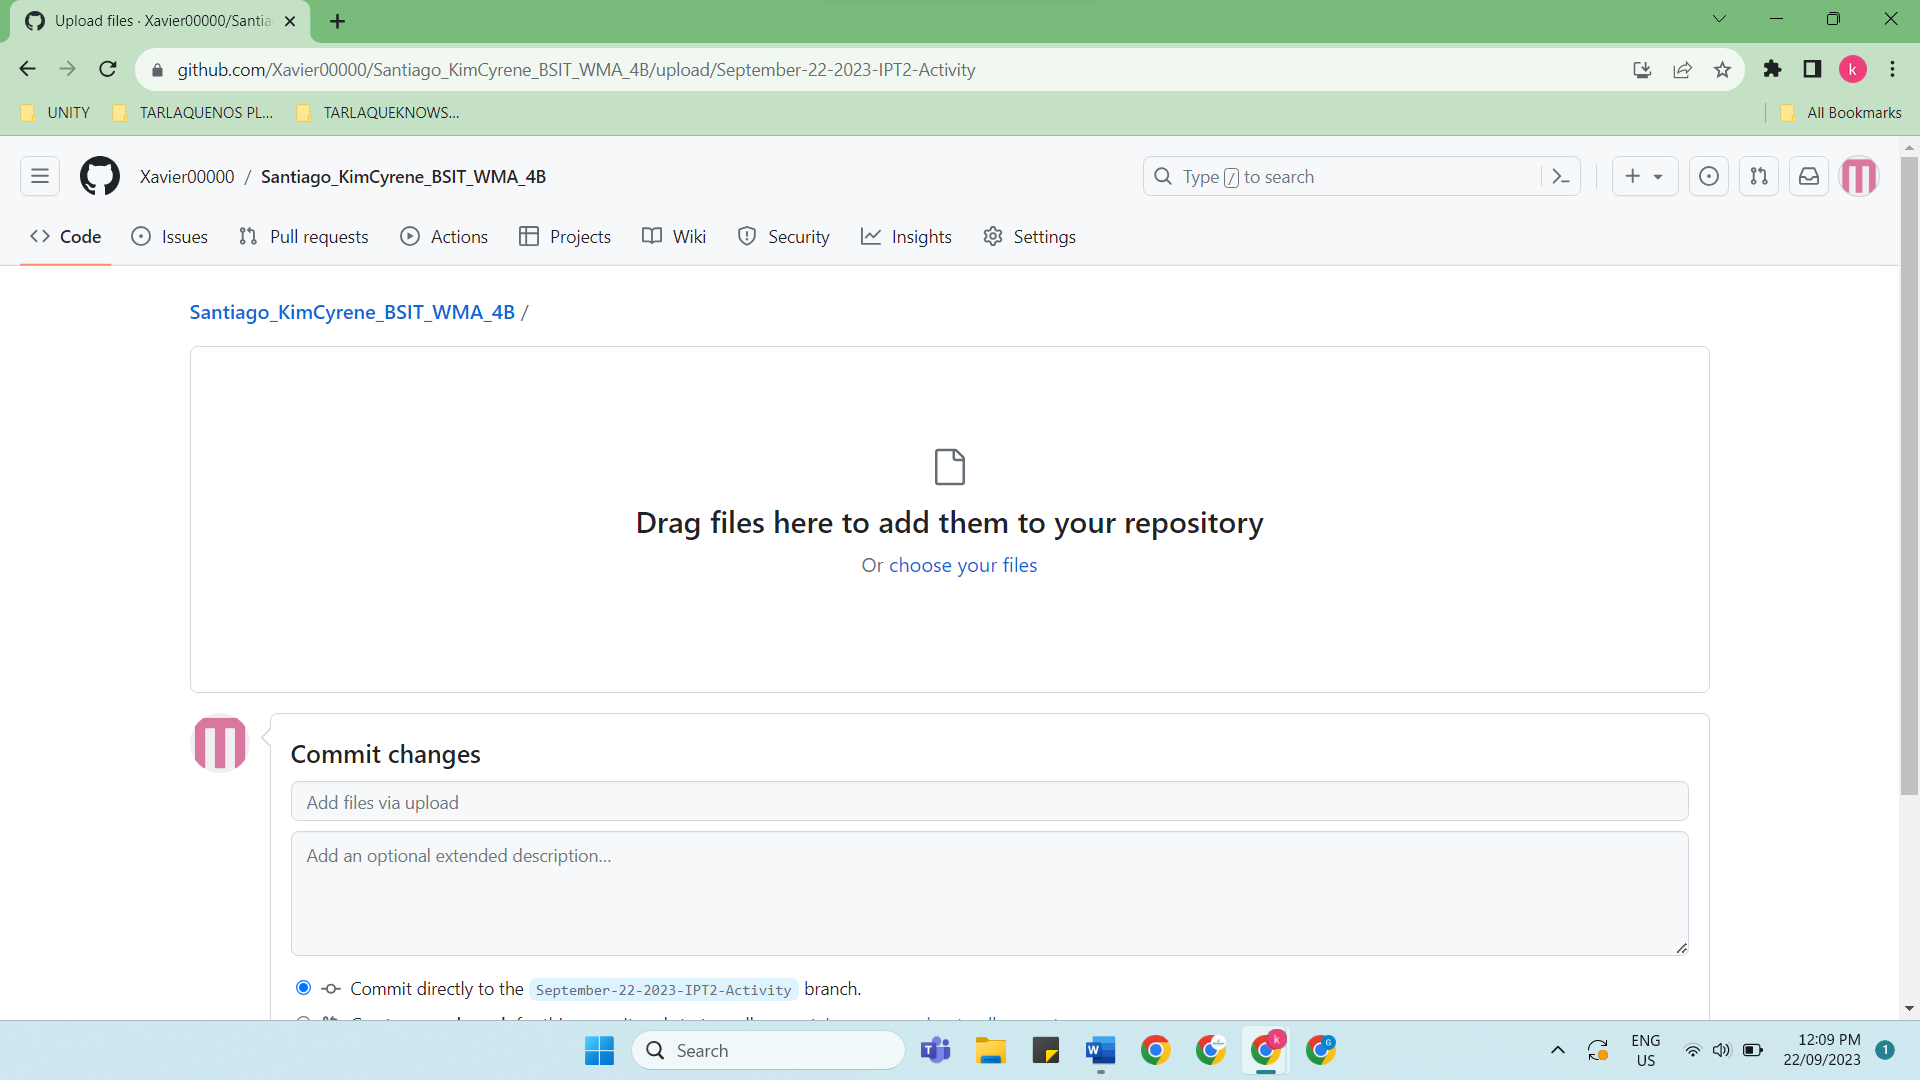 Upload files · Xavier00000/Santia
github.com/Xavier00000/Santiago_KimCyrene_BSIT_WMA_4B/upload/September-22-2023-IPT2-Activity
k
UNITY
TARLAQUENOS PL...
TARLAQUEKNOWS...
All Bookmarks
Xavier00000 / Santiago_KimCyrene_BSIT_WMA_4B
Type / to search
Code
Issues
Pull requests
Actions
Projects
Wiki
Security
Insights
Settings
Santiago_KimCyrene_BSIT_WMA_4B /
Drag files here to add them to your repository
Or choose your files
Commit changes
Add files via upload
Add an optional extended description...
Commit directly to the September-22-2023-IPT2-Activity branch.
Search
ENG
US
12:09 PM
22/09/2023
1